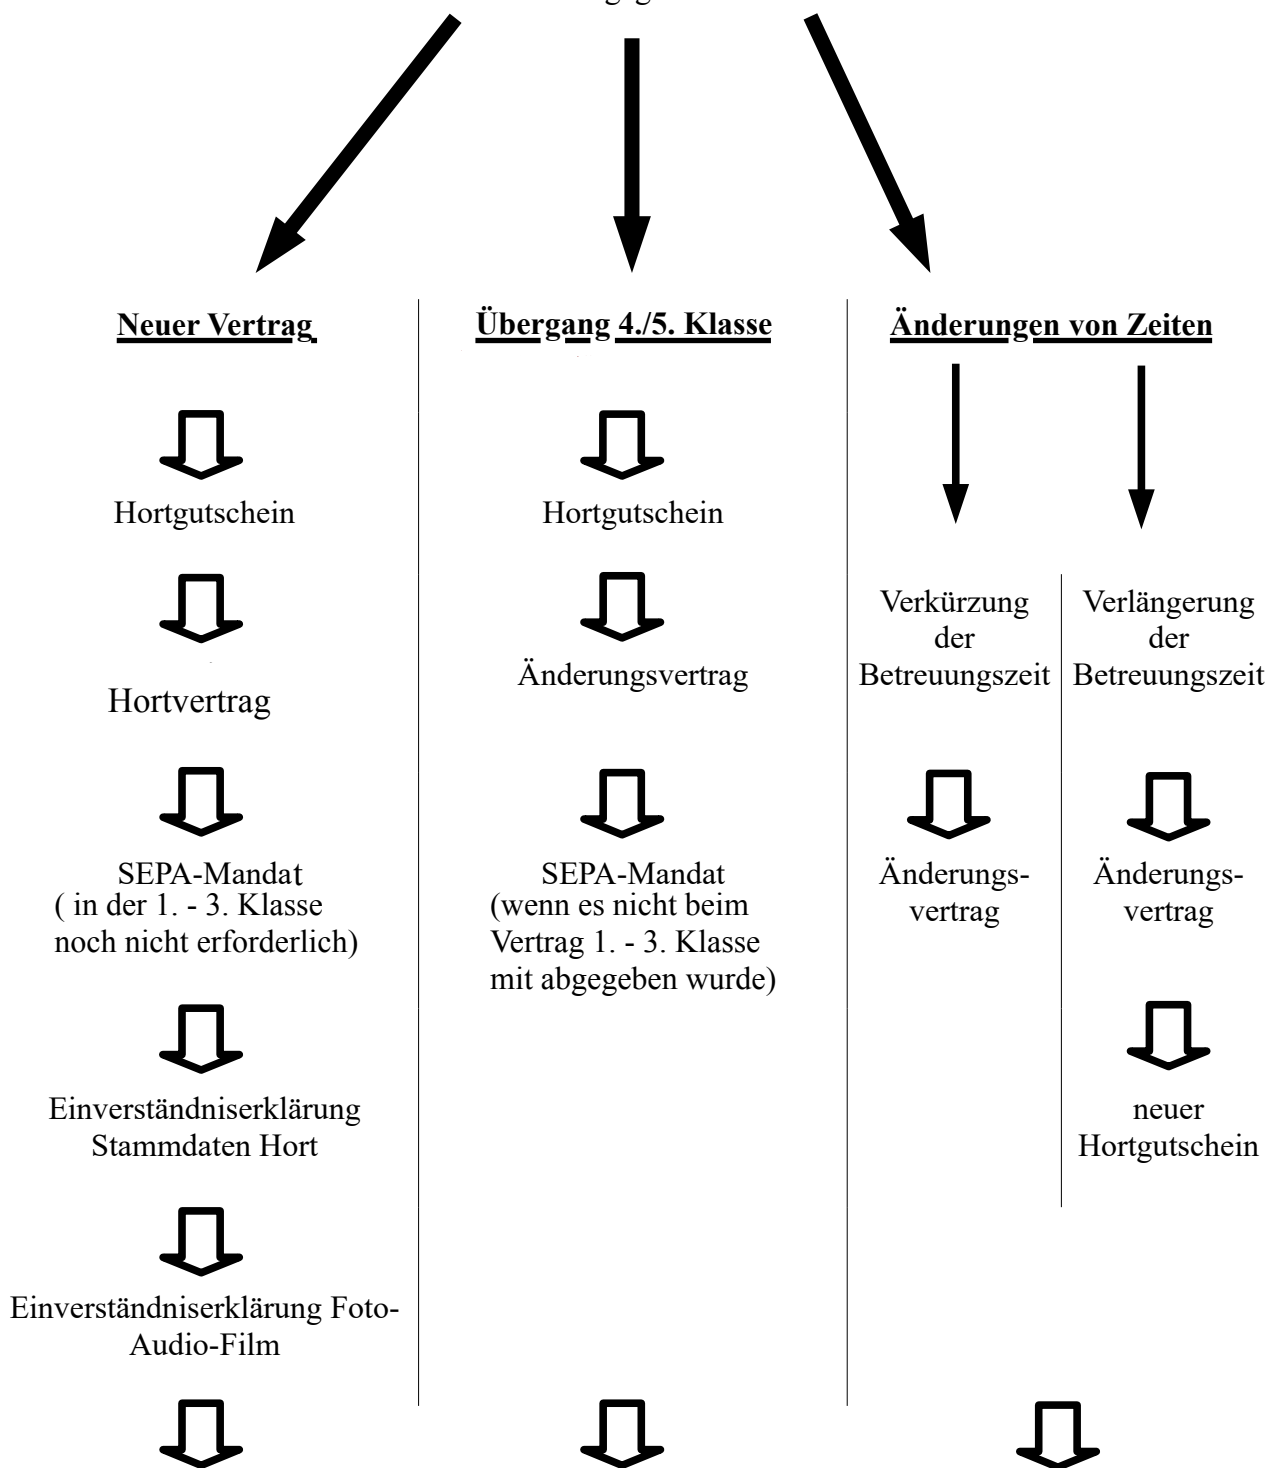 Neuer Vertrag
Hortgutschein
Hortvertrag
SEPA-Mandat
( in der 1. - 3. Klasse
noch nicht erforderlich)
Einverständniserklärung
Stammdaten Hort
Einverständniserklärung Foto-
Audio-Film
Übergang 4./5. Klasse
Hortgutschein
Änderungsvertrag
SEPA-Mandat
(wenn es nicht beim
Vertrag 1. - 3. Klasse
mit abgegeben wurde)
Änderungen von Zeiten
Verkürzung
der
Betreuungszeit
Änderungs-
vertrag
Verlängerung
der
Betreuungszeit
Änderungs-
vertrag
neuer
Hortgutschein